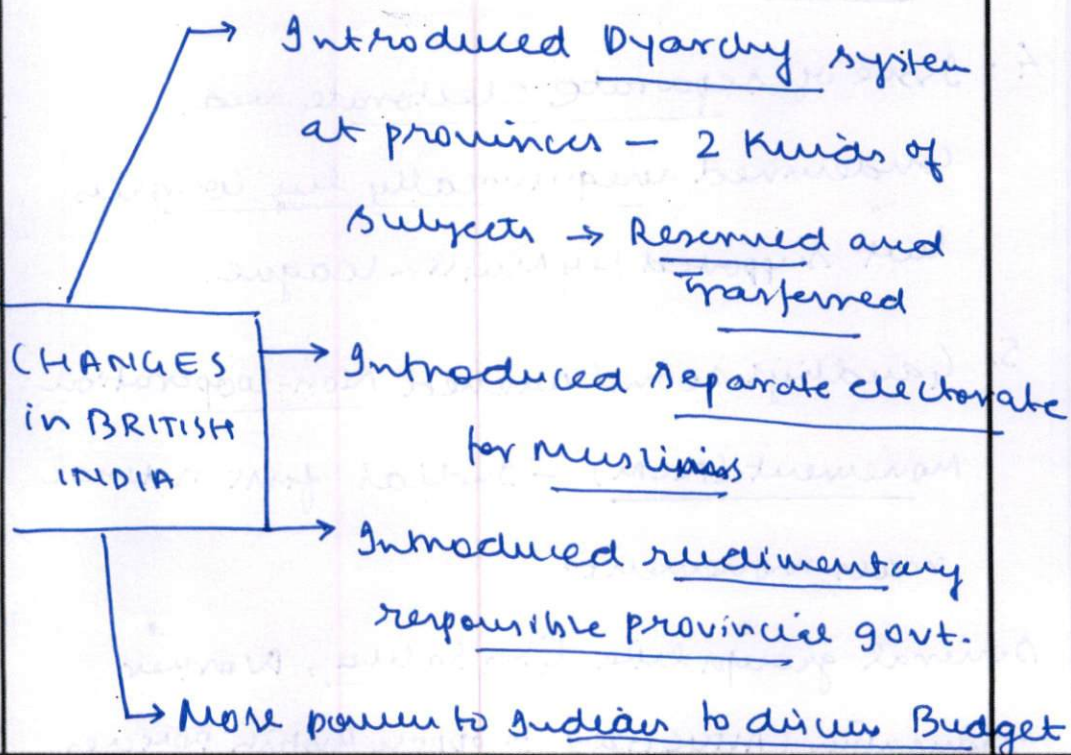 Introduced Dyarchy system
at provinces – 2 Kinds of
subjects → Reserved and
Trasferred
CHANGES
in BRITISH
INDIA
Introduced separate electorate
for Muslims
Introduced rudimentary
responsible provincial govt.
More power to Indians to discuss Budget